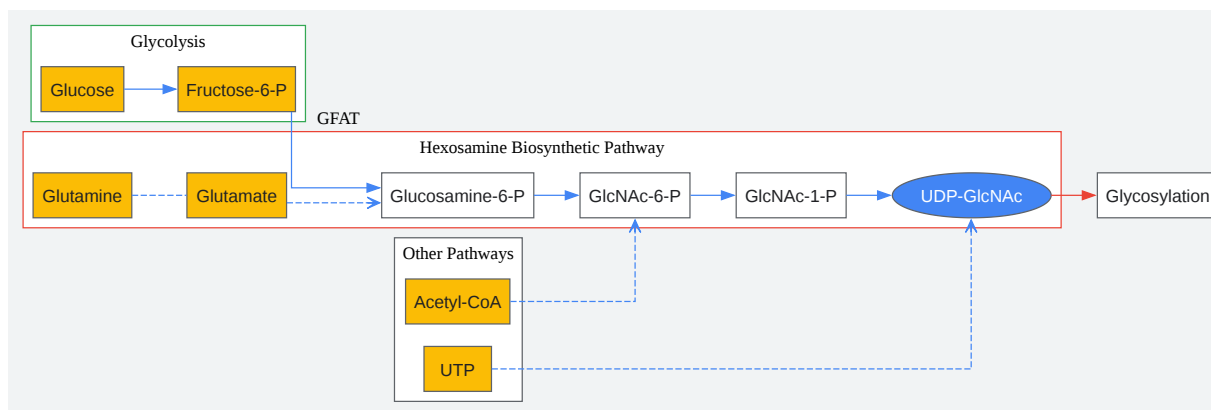 Glycolysis
Glucose
Fructose-6-P
GFAT
Hexosamine Biosynthetic Pathway
Glutamine
Glutamate
Glucosamine-6-P
GlcNAc-6-P
GlcNAc-1-P
UDP-GlcNAc
Glycosylation
Other Pathways
Acetyl-CoA
UTP